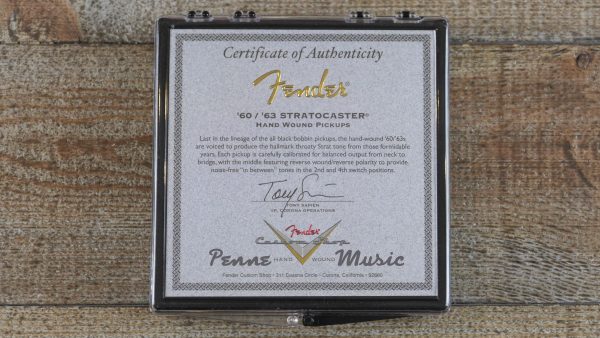 Certificate of Authenticity
Fender®
'60 / '63 STRATOCASTER®
HAND WOUND PICKUPS
Last in the lineage of the all black bobbin pickups, the hand-wound '60/'63s
are voiced to produce the hallmark throaty Strat tone from those formidable
years. Each pickup is carefully calibrated for balanced output from neck to
bridge, with the middle featuring reverse wound/reverse polarity to provide
noise-free "in between" tones in the 2nd and 4th switch positions.
TONY SAPIEN
VP, CORONA OPERATIONS
Fender
Custom Shop
Penne HAND WOUND Music
Fender Custom Shop • 311 Cessna Circle • Corona, California • 92880